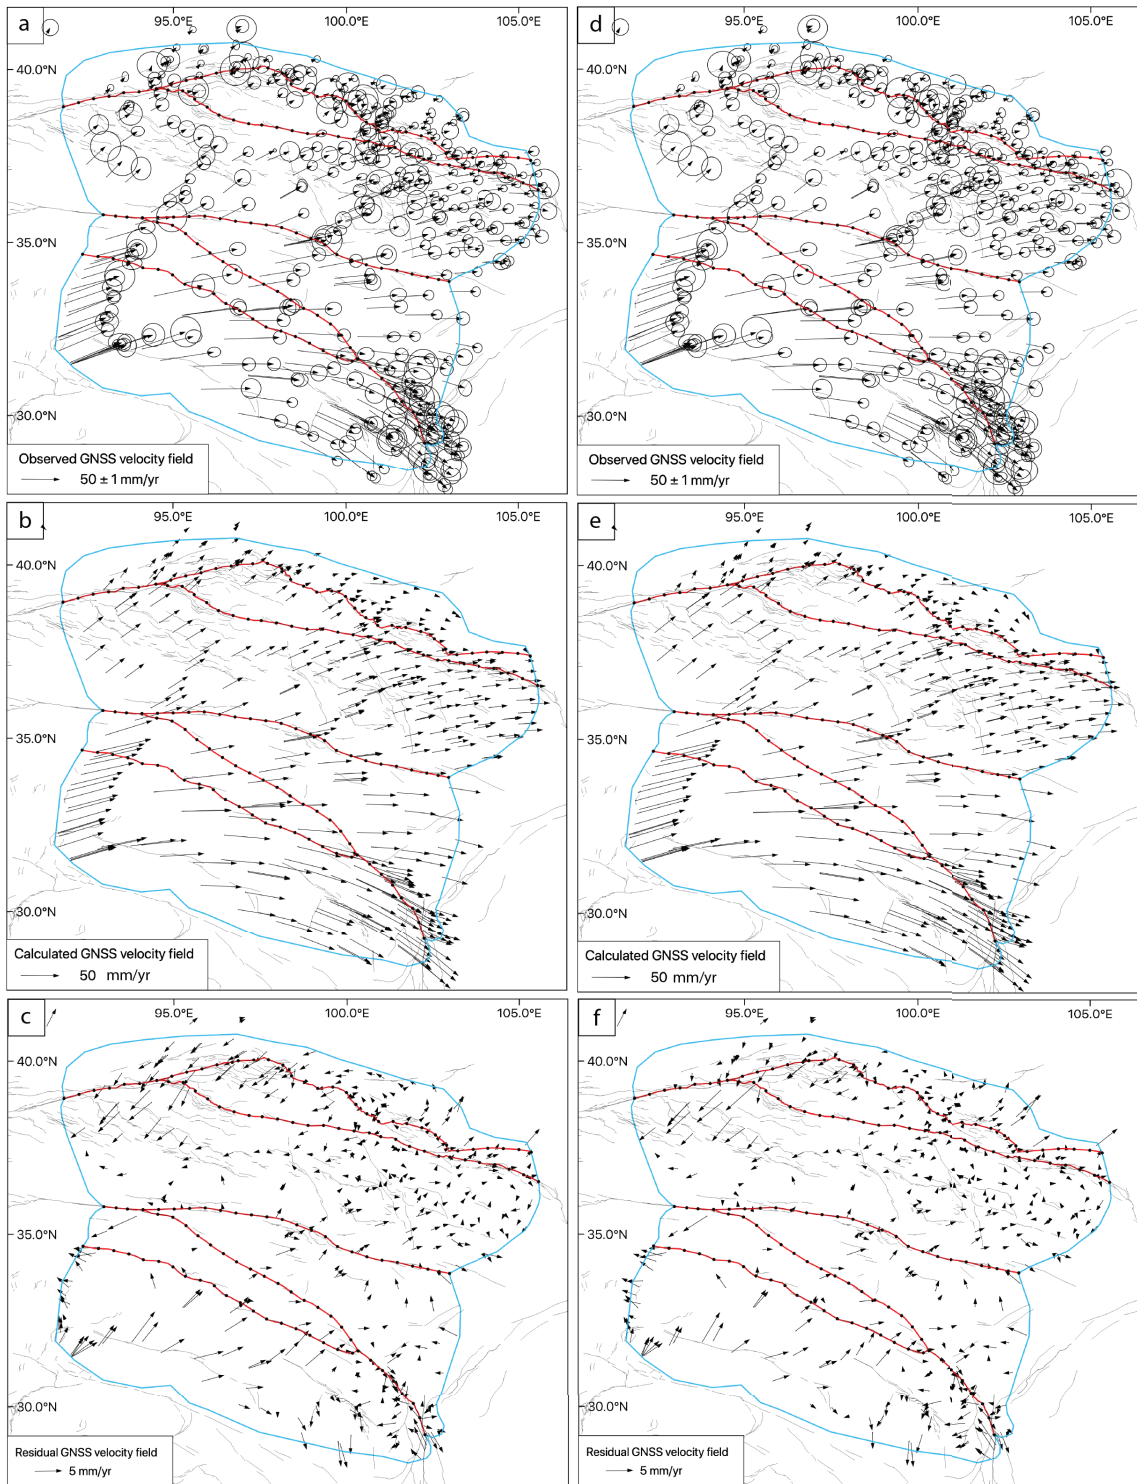 a
95.0°E 100.0°E 105.0°E
40.0°N
35.0°N
30.0°N
Observed GNSS velocity field
50 ± 1 mm/yr
d
95.0°E 100.0°E 105.0°E
40.0°N
35.0°N
30.0°N
Observed GNSS velocity field
50 ± 1 mm/yr
b
95.0°E 100.0°E 105.0°E
40.0°N
35.0°N
30.0°N
Calculated GNSS velocity field
50 mm/yr
e
95.0°E 100.0°E 105.0°E
40.0°N
35.0°N
30.0°N
Calculated GNSS velocity field
50 mm/yr
c
95.0°E 100.0°E 105.0°E
40.0°N
35.0°N
30.0°N
Residual GNSS velocity field
5 mm/yr
f
95.0°E 100.0°E 105.0°E
40.0°N
35.0°N
30.0°N
Residual GNSS velocity field
5 mm/yr